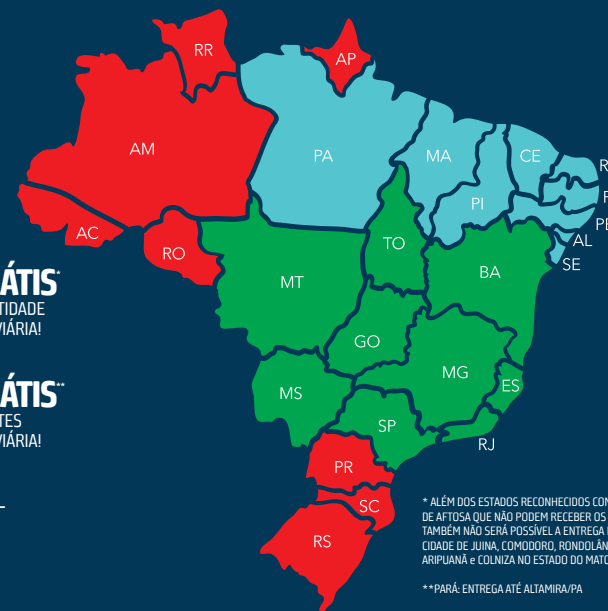 RR
AP
AM
PA
MA
CE
PI
PE
AL
SE
AC
RO
TO
BA
MT
GO
MG
ES
MS
SP
RJ
PR
SC
RS
ÁTIS*
TIDADE
VIÁRIA!
ÁTIS**
TES
VIÁRIA!
* ALÉM DOS ESTADOS RECONHECIDOS
DE AFTOSA QUE NÃO PODEM RECEBER OS
TAMBÉM NÃO SERÁ POSSÍVEL A ENTREGA
CIDADE DE JUINA, COMODORO,
ARIPUANÃ e COLNIZA NO ESTADO DO
**PARÁ: ENTREGA ATÉ ALTAMIRA/PA